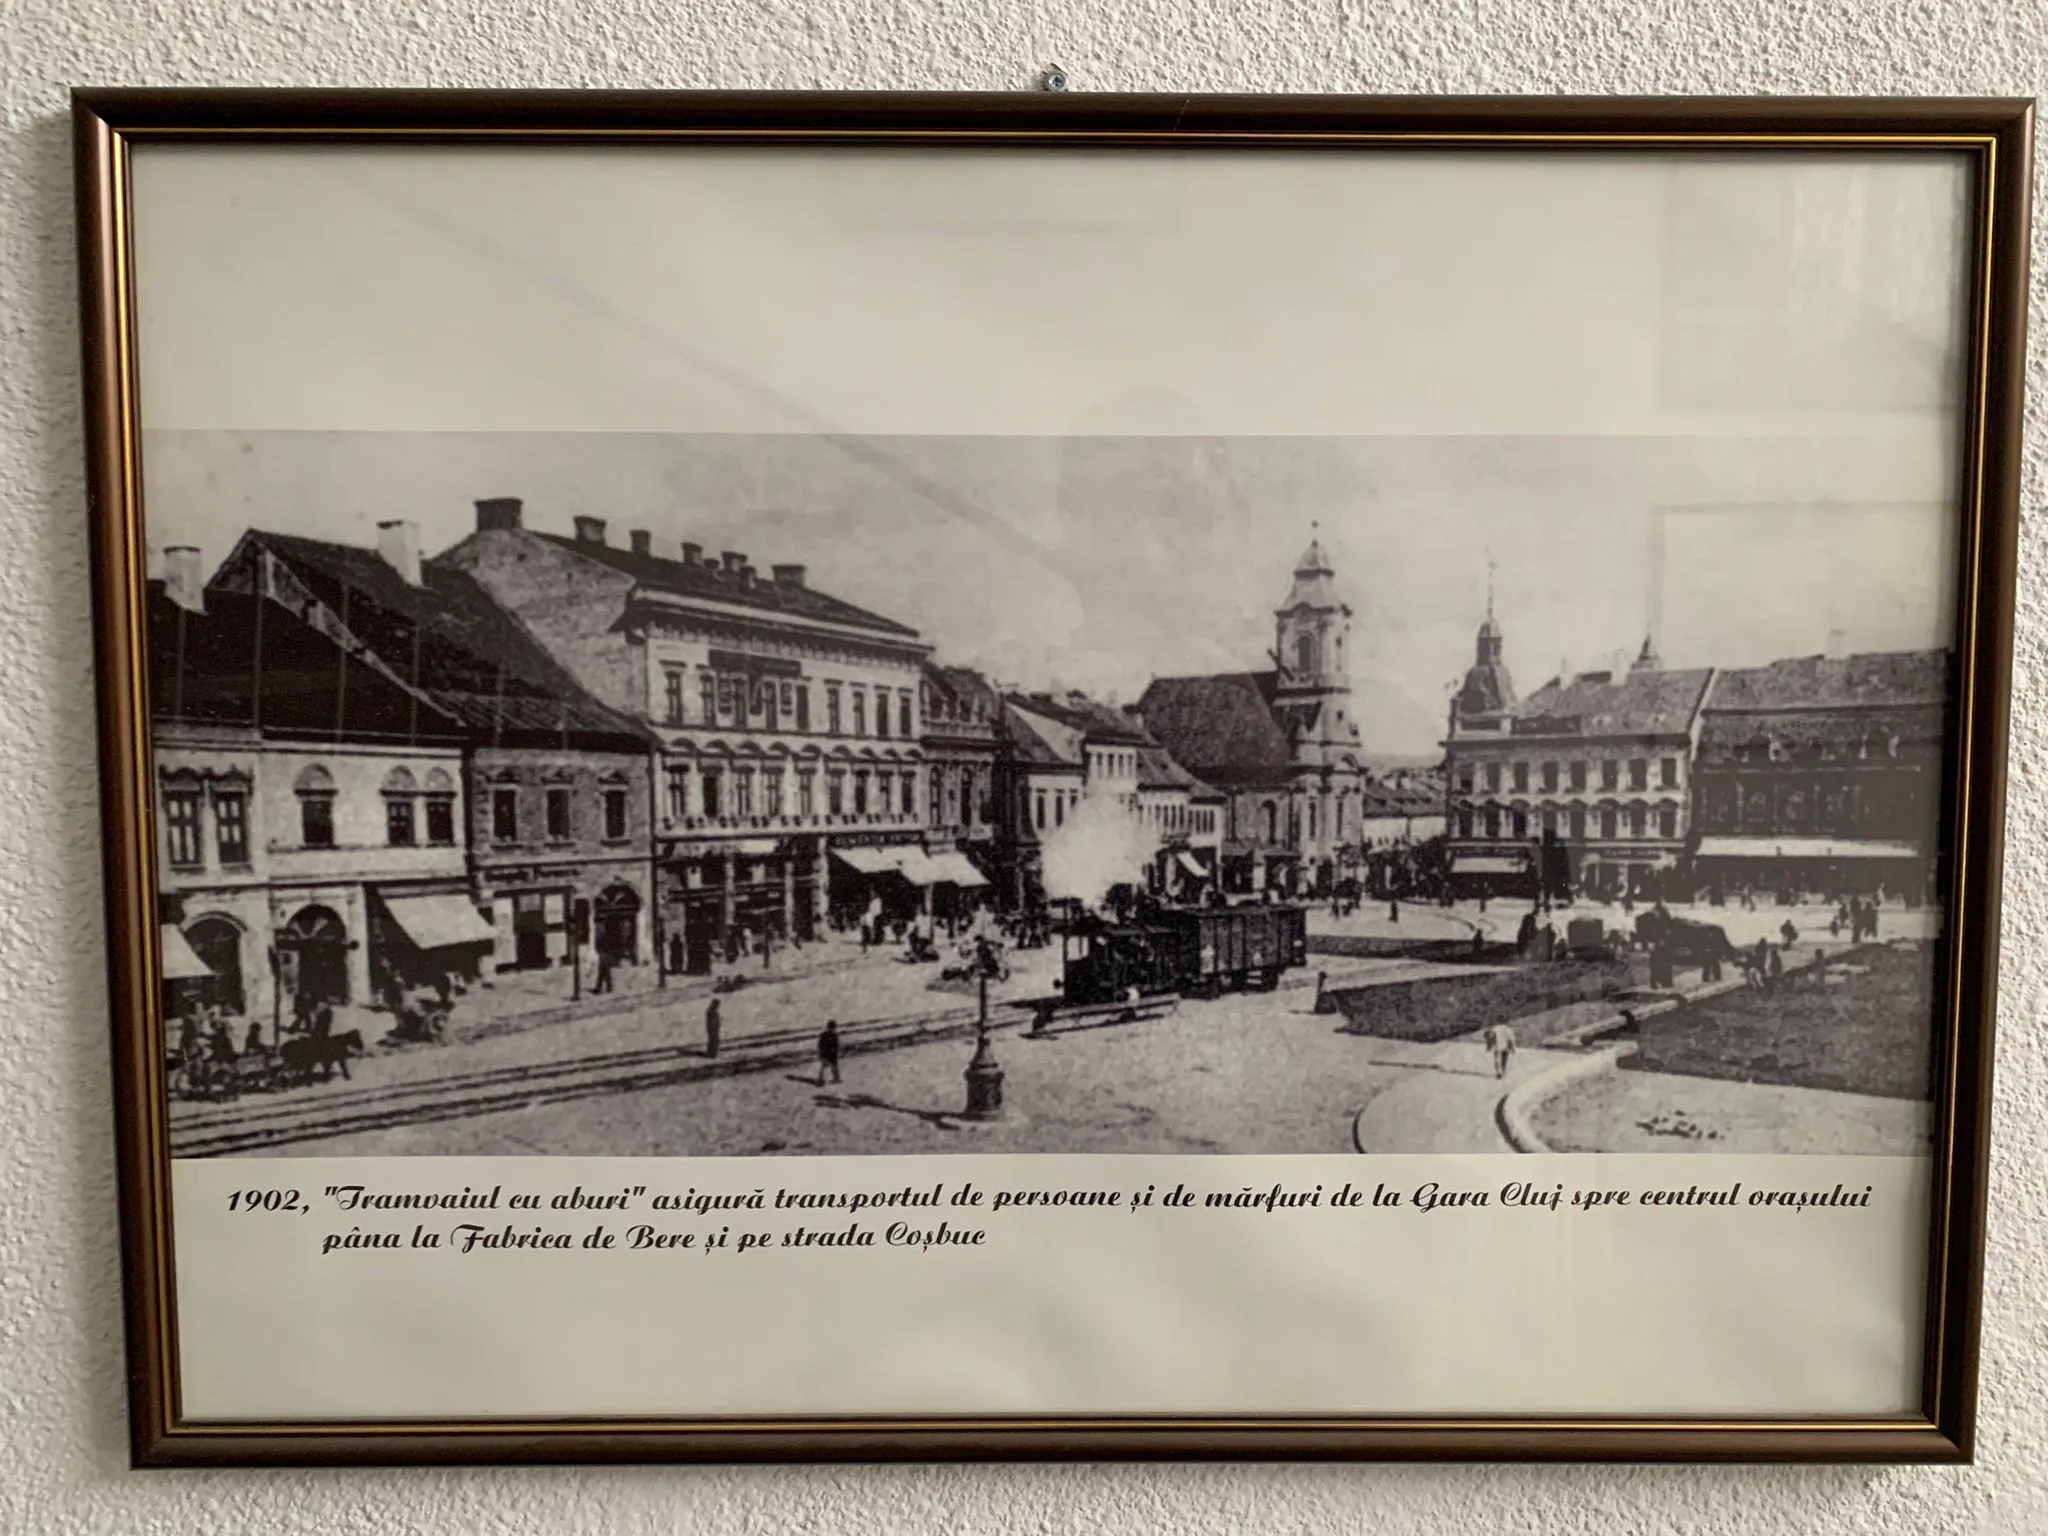 1902, "Tramvaiul cu aburi" asigură transportul de persoane și de mărfuri de la Gara Cluj spre centrul orașului
pâna la Fabrica de Bere și pe strada Coșbuc